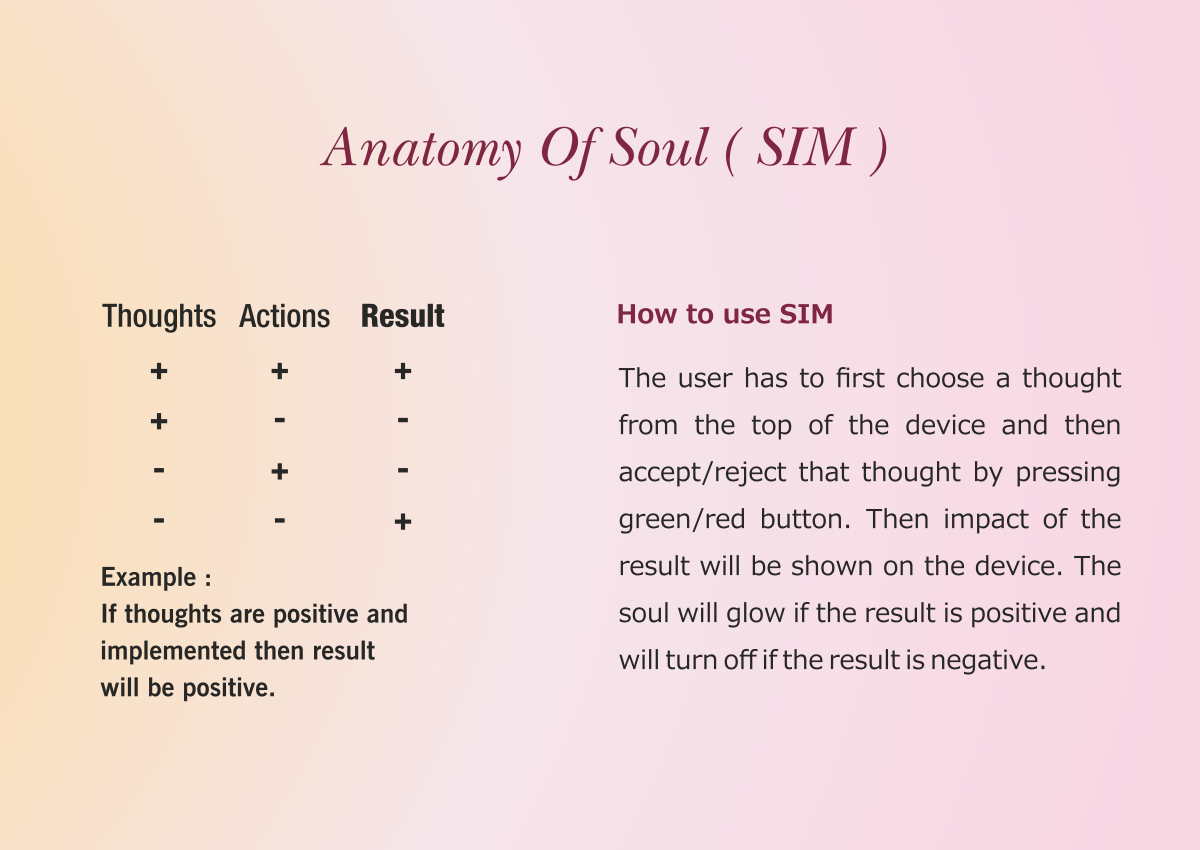 Anatomy Of Soul ( SIM )
Thoughts Actions Result
+ + +
+ - -
- + -
- - +
Example :
If thoughts are positive and
implemented then result
will be positive.
How to use SIM
The user has to first choose a thought
from the top of the device and then
accept/reject that thought by pressing
green/red button. Then impact of the
result will be shown on the device. The
soul will glow if the result is positive and
will turn off if the result is negative.